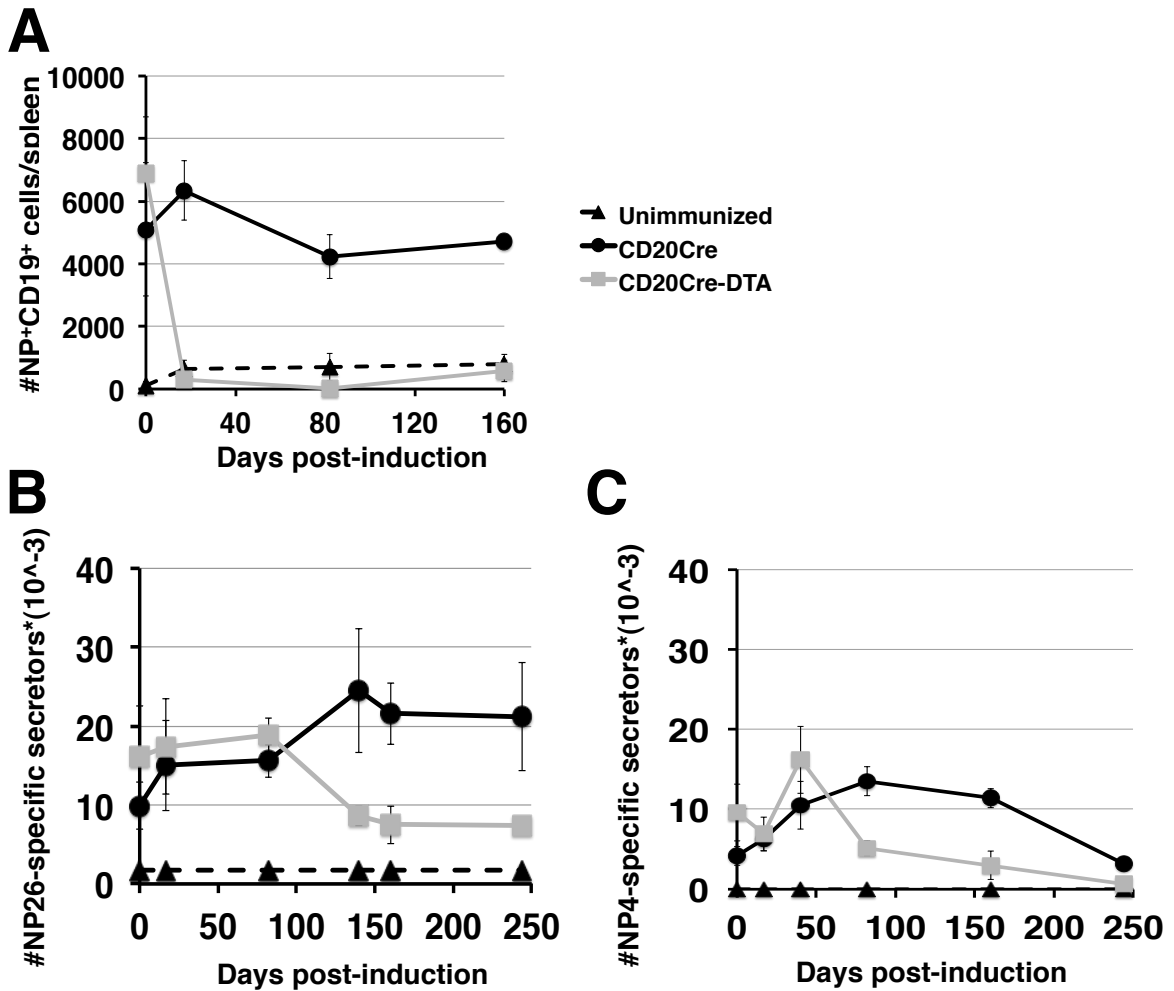 A
#NP+CD19+ cells/spleen
10000
8000
6000
4000
2000
0
0 40 80 120 160
Days post-induction
Unimmunized
CD20Cre
CD20Cre-DTA
B
#NP26-specific secretors*(10^-3)
40
30
20
10
0
0 50 100 150 200 250
Days post-induction
C
#NP4-specific secretors*(10^-3)
40
30
20
10
0
0 50 100 150 200 250
Days post-induction